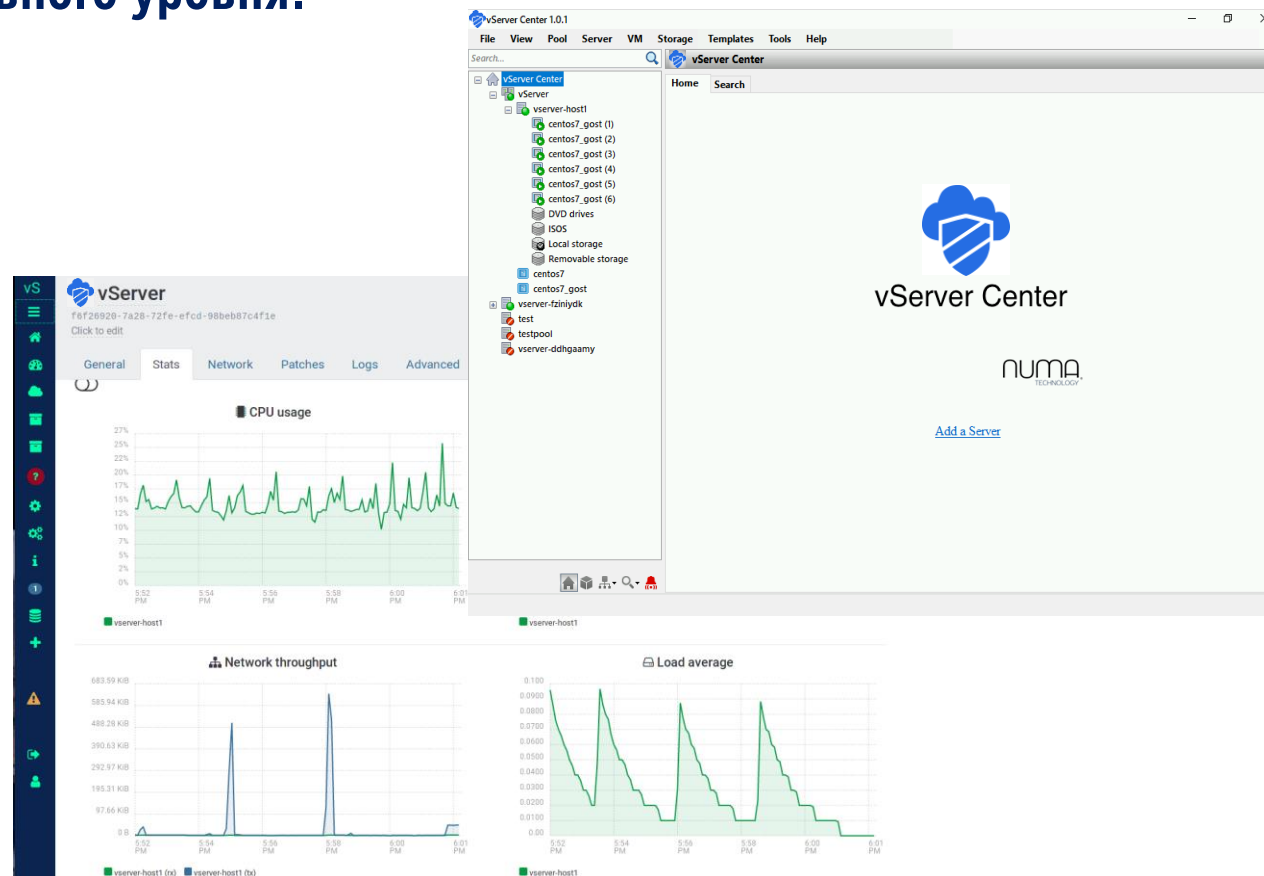 вного уровня:
vServer Center 1.0.1
File View Pool Server VM Storage Templates Tools Help
Search...
vServer Center
Home Search
vServer Center
vServer
vserver-host1
centos7_gost (1)
centos7_gost (2)
centos7_gost (3)
centos7_gost (4)
centos7_gost (5)
centos7_gost (6)
DVD drives
ISOS
Local storage
Removable storage
centos7
centos7_gost
vserver-fziniydk
test
testpool
vserver-ddhgaamy
vServer Center
NUMA
TECHNOLOGY
Add a Server
vS
vServer
f6f26920-7a28-72fe-efcd-98beb87c4f1e
Click to edit
General Stats Network Patches Logs Advanced
CPU usage
27%
25%
22%
20%
17%
15%
12%
10%
7%
5%
2%
0%
5:52 PM 5:54 PM 5:56 PM 5:58 PM 6:00 PM 6:01 PM
vserver-host1
vserver-host1
Network throughput
683.59 KiB
585.94 KiB
488.28 KiB
390.63 KiB
292.97 KiB
195.31 KiB
97.66 KiB
0 B
5:52 PM 5:54 PM 5:56 PM 5:58 PM 6:00 PM 6:01 PM
vserver-host1 (rx) vserver-host1 (tx)
Load average
0.100
0.0900
0.0800
0.0700
0.0600
0.0500
0.0400
0.0300
0.0200
0.0100
0.00
5:52 PM 5:54 PM 5:56 PM 5:58 PM 6:00 PM 6:01 PM
vserver-host1